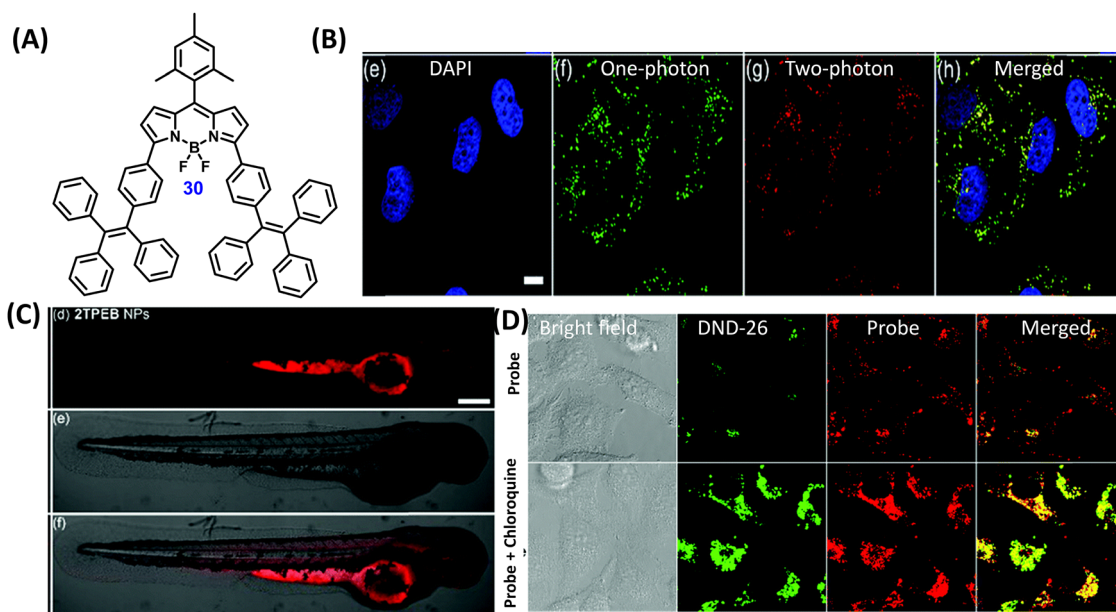 (A)
N
B
N
F
F
30
(B)
(e) DAPI
(f) One-photon
(g) Two-photon
(h) Merged
(C)
(d) 2TPEB NPs
(e)
(f)
(D)
Bright field
DND-26
Probe
Merged
Probe
Probe + Chloroquine